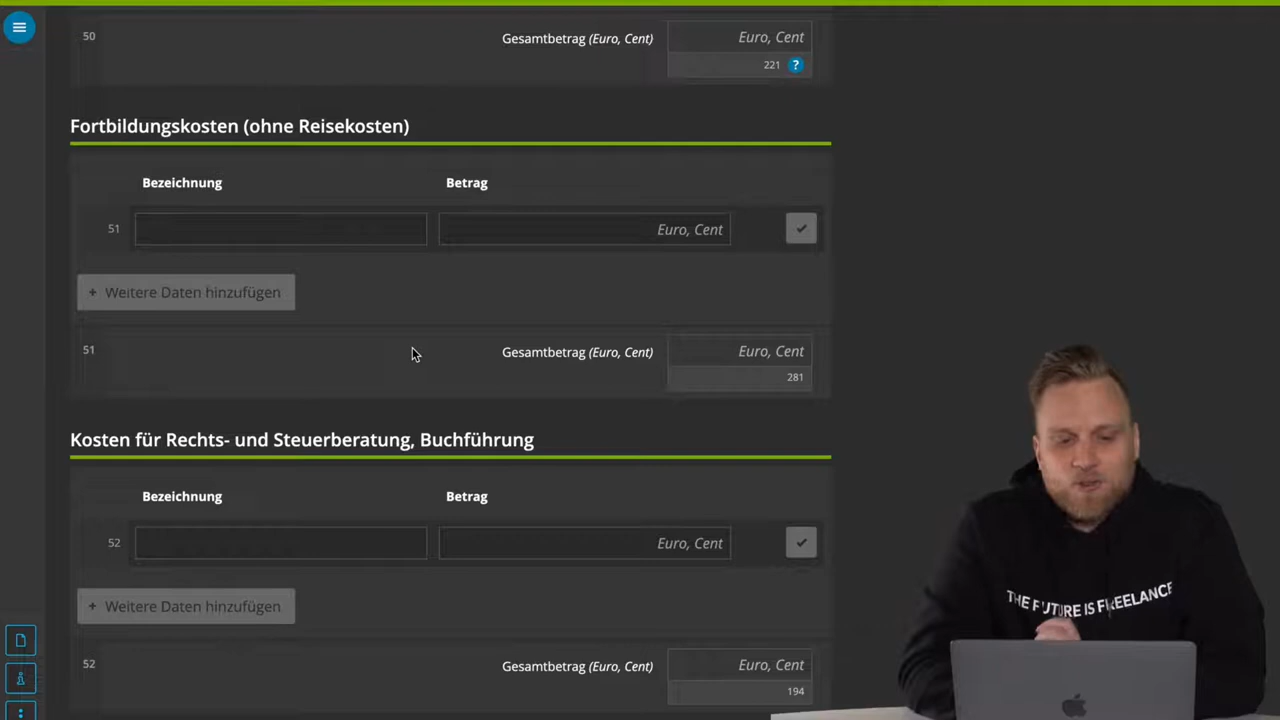 50 Gesamtbetrag (Euro, Cent) Euro, Cent
221 ?
Fortbildungskosten (ohne Reisekosten)
Bezeichnung Betrag
51 Euro, Cent
+ Weitere Daten hinzufügen
51 Gesamtbetrag (Euro, Cent) Euro, Cent
281
Kosten für Rechts- und Steuerberatung, Buchführung
Bezeichnung Betrag
52 Euro, Cent
THE FUTURE IS FREELANCE
+ Weitere Daten hinzufügen
52 Gesamtbetrag (Euro, Cent) Euro, Cent
194